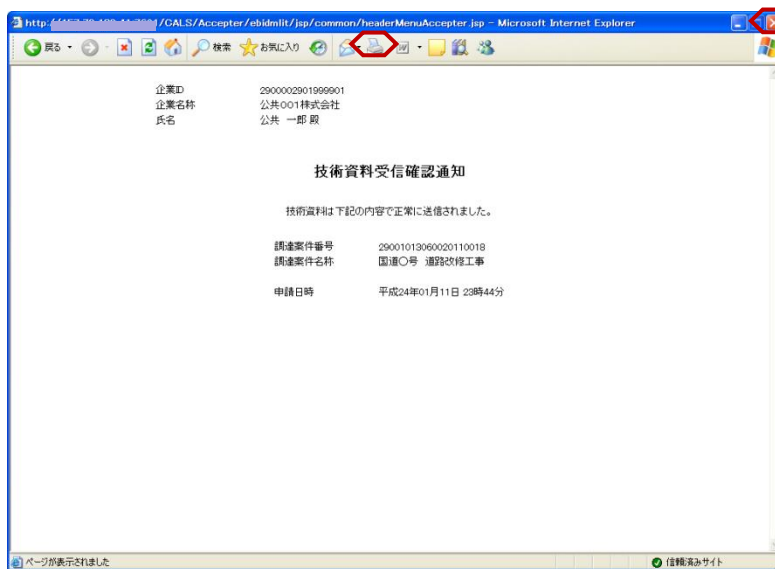 /CALS/Accepter/ebidmlit/jsp/common/headerMenuAccepter.jsp - Microsoft Internet Explorer
戻る
検索
お気に入り
企業ID 2900002901999901
企業名称 公共001株式会社
氏名 公共 一郎 殿
技術資料受信確認通知
技術資料は下記の内容で正常に送信されました。
調達案件番号 29001013060020110018
調達案件名称 国道〇号 道路改修工事
申請日時 平成24年01月11日 23時44分
ページが表示されました
信頼済みサイト